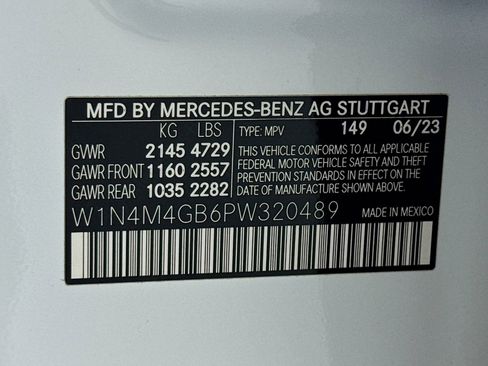 MFD BY MERCEDES-BENZ AG STUTTGART
KG LBS TYPE: MPV 149 06/23
GVWR 2145 4729
GAWR FRONT 1160 2557
GAWR REAR 1035 2282
THIS VEHICLE CONFORMS TO ALL APPLICABLE
FEDERAL MOTOR VEHICLE SAFETY AND THEFT
PREVENTION STANDARDS IN EFFECT ON THE
DATE OF MANUFACTURE SHOWN ABOVE.
W1N4M4GB6PW320489 MADE IN MEXICO